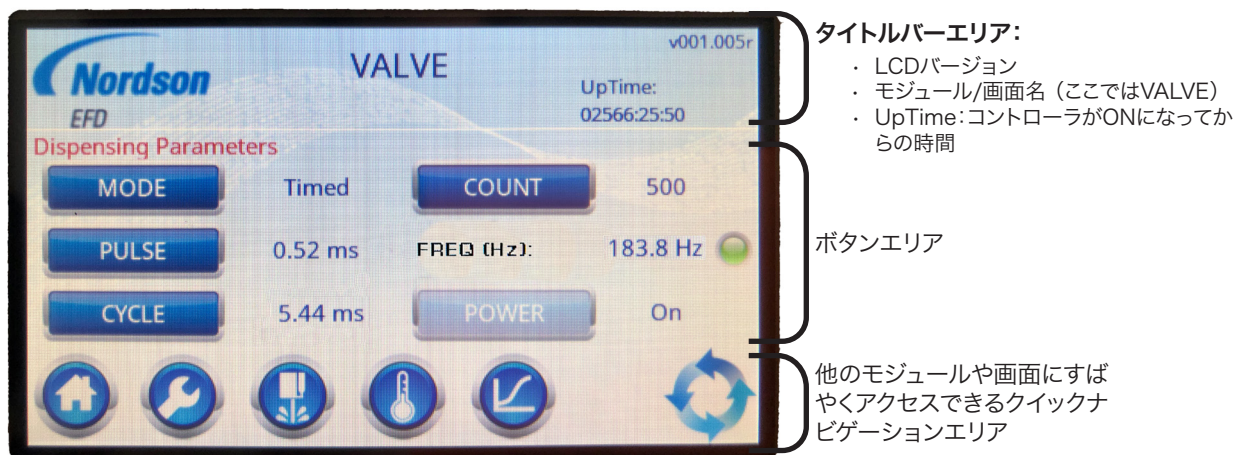 Nordson
EFD
VALVE
v001.005r
UpTime:
02566:25:50
Dispensing Parameters
MODE Timed COUNT 500
PULSE 0.52 ms FREQ (Hz): 183.8 Hz
CYCLE 5.44 ms POWER On
タイトルバーエリア：
・ LCDバージョン
・ モジュール/画面名（ここではVALVE）
・ UpTime：コントローラがONになってか
らの時間
ボタンエリア
他のモジュールや画面にすば
やくアクセスできるクイックナ
ビゲーションエリア